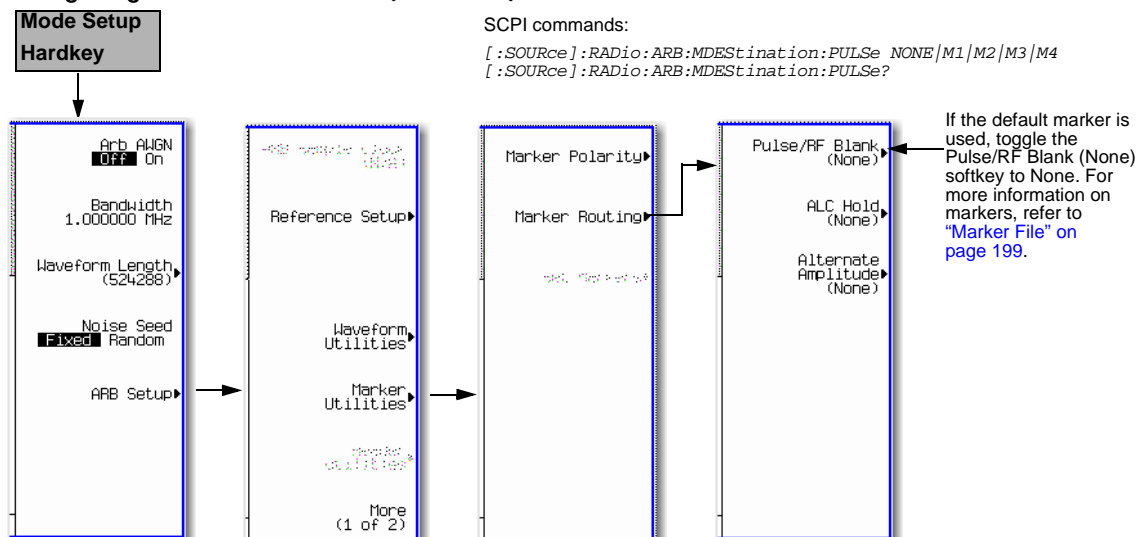 Mode Setup
Hardkey
SCPI commands:
[:SOURce]:RADio:ARB:MDEStination:PULSe NONE|M1|M2|M3|M4
[:SOURce]:RADio:ARB:MDEStination:PULSe?
Arb AWGN
Off On
Bandwidth
1.000000 MHz
Waveform Length
(524288)
Noise Seed
Fixed Random
ARB Setup
Reference Setup
Waveform
Utilities
Marker
Utilities
Utilities
More
(1 of 2)
Marker Polarity
Marker Routing
Pulse/RF Blank
(None)
ALC Hold
(None)
Alternate
Amplitude
(None)
If the default marker is
used, toggle the
Pulse/RF Blank (None)
softkey to None. For
more information on
markers, refer to
“Marker File” on
page 199.